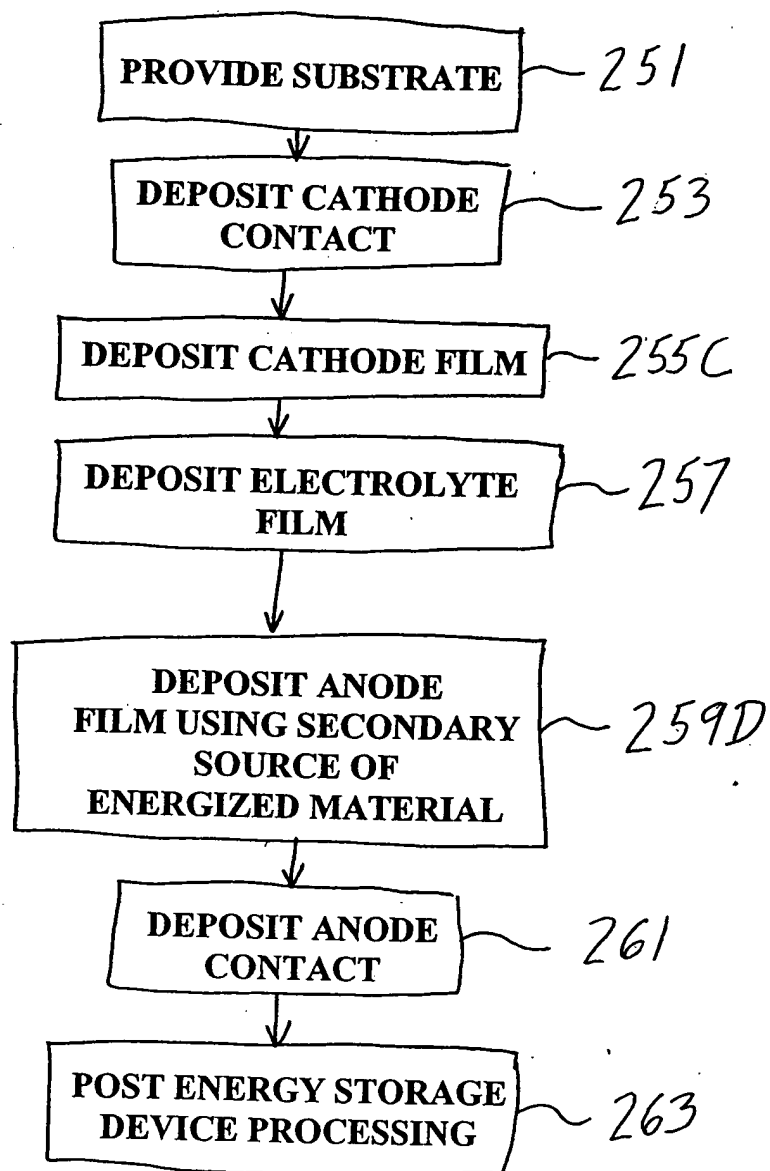 PROVIDE SUBSTRATE 251
DEPOSIT CATHODE
CONTACT
253
DEPOSIT CATHODE FILM 255C
DEPOSIT ELECTROLYTE
FILM
257
DEPOSIT ANODE
FILM USING SECONDARY
SOURCE OF
ENERGIZED MATERIAL
259D
DEPOSIT ANODE
CONTACT
261
POST ENERGY STORAGE
DEVICE PROCESSING
263